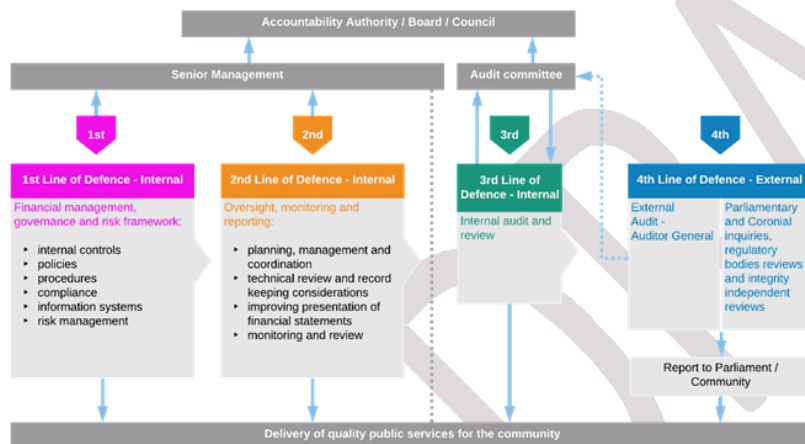 Accountability Authority / Board / Council
Senior Management
Audit committee
1st
2nd
3rd
4th
1st Line of Defence - Internal
Financial management,
governance and risk framework:
‣ internal controls
‣ policies
‣ procedures
‣ compliance
‣ information systems
‣ risk management
2nd Line of Defence - Internal
Oversight, monitoring and
reporting:
‣ planning, management and
coordination
‣ technical review and record
keeping considerations
‣ improving presentation of
financial statements
‣ monitoring and review
3rd Line of
Defence - Internal
Internal audit and
review
4th Line of Defence - External
External
Audit -
Auditor General
Parliamentary
and Coronial
inquiries,
regulatory
bodies reviews
and integrity
independent
reviews
Report to Parliament /
Community
Delivery of quality public services for the community